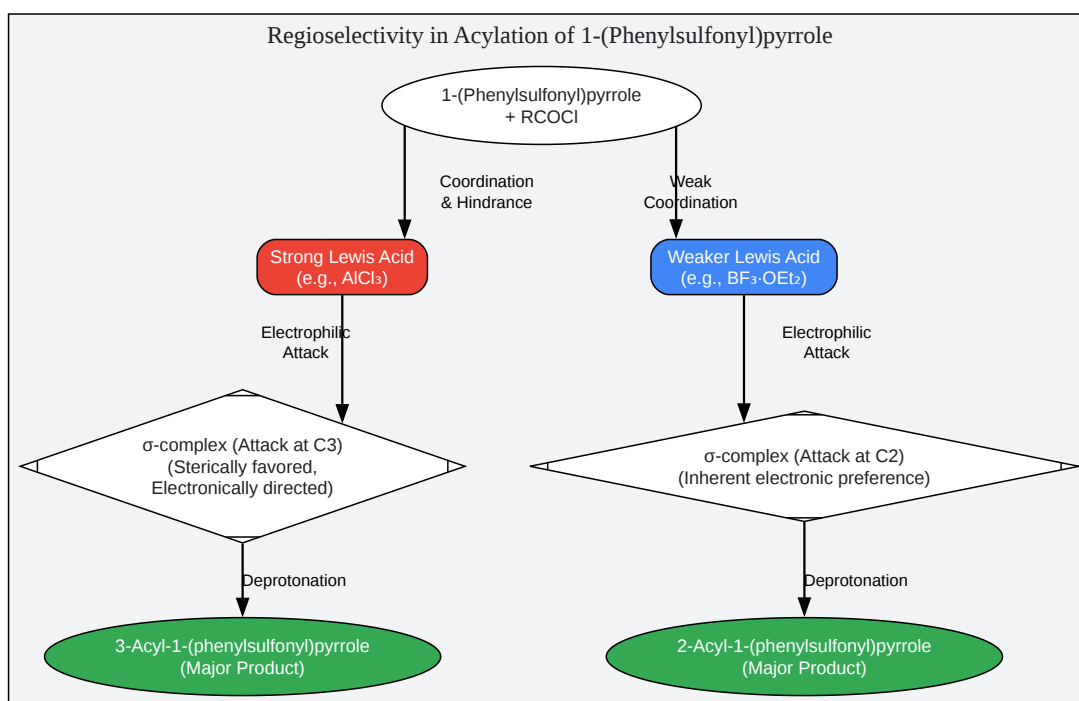 Regioselectivity in Acylation of 1-(Phenylsulfonyl)pyrrole
1-(Phenylsulfonyl)pyrrole
+ RCOCl
Coordination
& Hindrance
Weak
Coordination
Strong Lewis Acid
(e.g., AlCl₃)
Weaker Lewis Acid
(e.g., BF₃·OEt₂)
Electrophilic
Attack
Electrophilic
Attack
σ-complex (Attack at C3)
(Sterically favored,
Electronically directed)
σ-complex (Attack at C2)
(Inherent electronic preference)
Deprotonation
Deprotonation
3-Acyl-1-(phenylsulfonyl)pyrrole
(Major Product)
2-Acyl-1-(phenylsulfonyl)pyrrole
(Major Product)